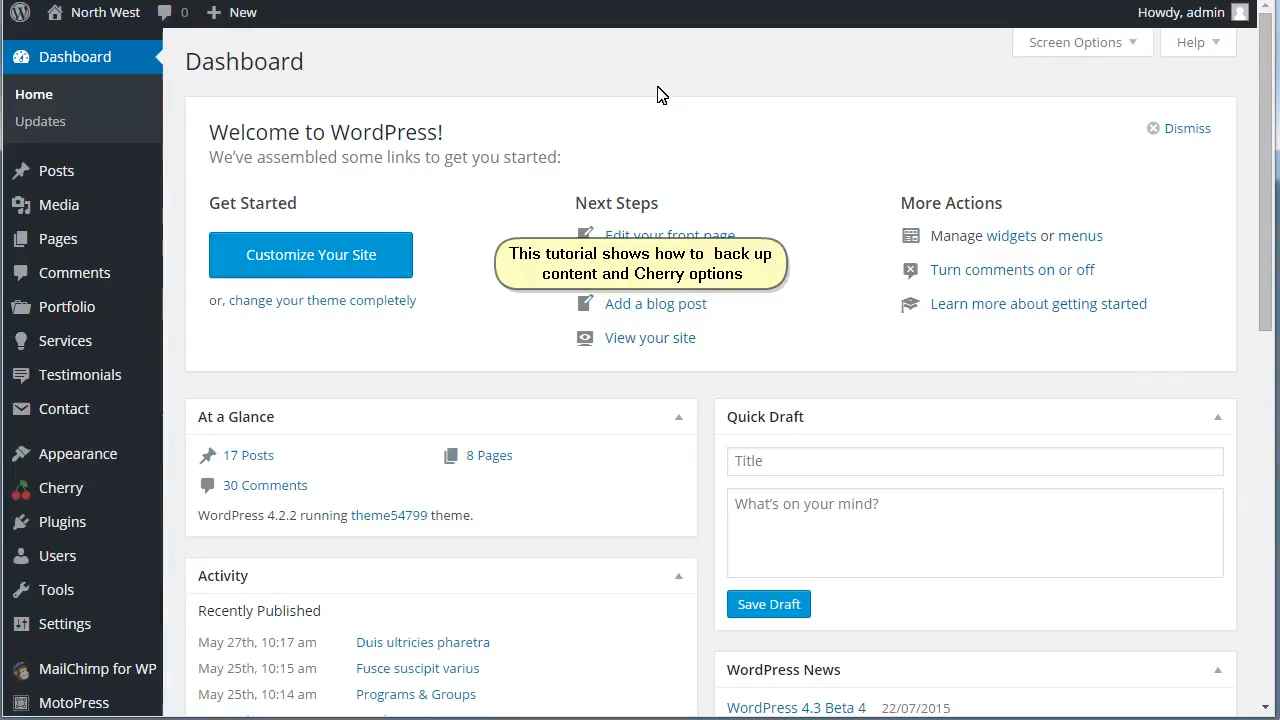 North West
0
New
Howdy, admin
Dashboard
Home
Updates
Posts
Media
Pages
Comments
Portfolio
Services
Testimonials
Contact
Appearance
Cherry
Plugins
Users
Tools
Settings
MailChimp for WP
MotoPress
Screen Options
Help
Dashboard
Welcome to WordPress!
We've assembled some links to get you started:
Dismiss
Get Started
Customize Your Site
or, change your theme completely
Next Steps
Edit your front page
This tutorial shows how to back up
content and Cherry options
Add a blog post
View your site
More Actions
Manage widgets or menus
Turn comments on or off
Learn more about getting started
At a Glance
17 Posts
8 Pages
30 Comments
WordPress 4.2.2 running theme54799 theme.
Activity
Recently Published
May 27th, 10:17 am Duis ultricies pharetra
May 25th, 10:15 am Fusce suscipit varius
May 25th, 10:14 am Programs & Groups
Quick Draft
Title
What's on your mind?
Save Draft
WordPress News
WordPress 4.3 Beta 4 22/07/2015